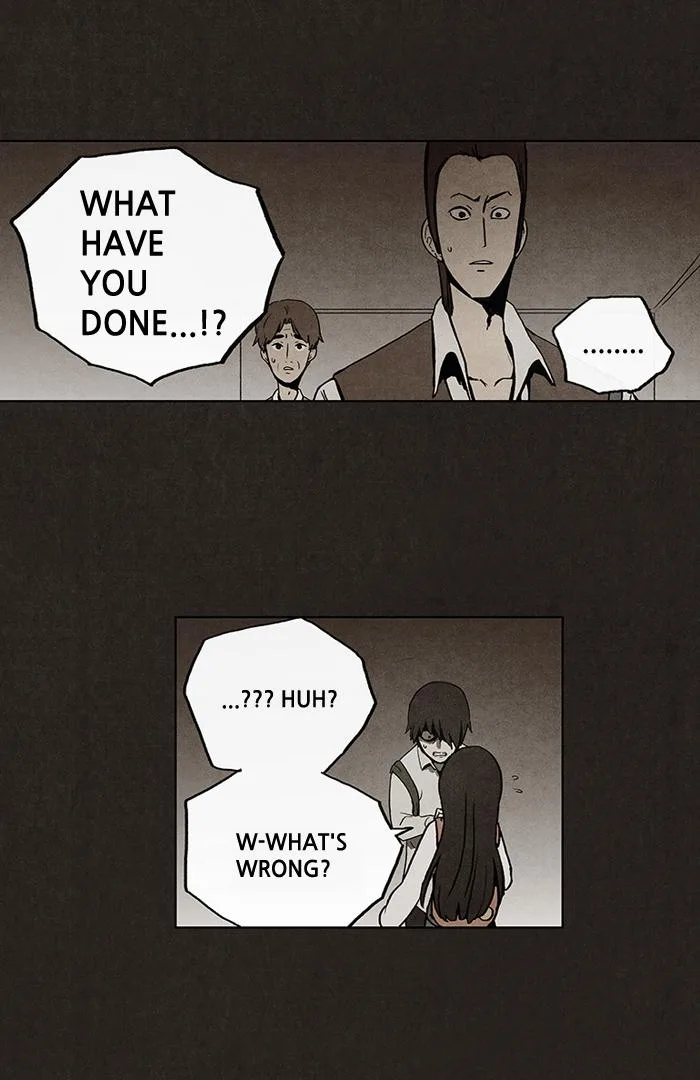 WHAT
HAVE
YOU
DONE...!?
........
...??? HUH?
W-WHAT'S
WRONG?